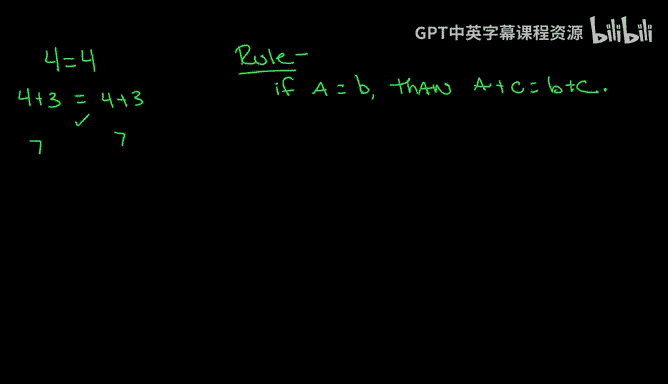 GPT中英字幕课程资源 bilibili
4=4
4+3 = 4+3
✓
7 7
Rule-
if A = b, than A+C = b+C.